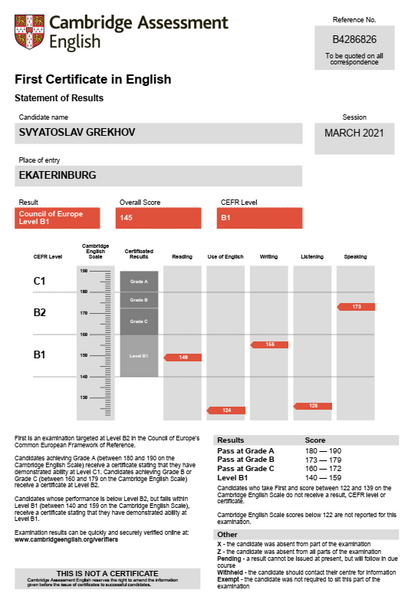 Cambridge Assessment
English
Reference No.
B4286826
To be quoted on all
correspondence
First Certificate in English
Statement of Results
Candidate name
SVYATOSLAV GREKHOV
Session
MARCH 2021
Place of entry
EKATERINBURG
Result
Overall Score
CEFR Level
Council of Europe
Level B1
145
B1
CEFR Level
Cambridge
English
Scale
Certificated
Results
Reading
Use of English
Writing
Listening
Speaking
190
C1
Grade A
180
Grade B
173
B2
170
Grade C
160
155
B1
150
Level B1
149
140
130
124
126
First is an examination targeted at Level B2 in the Council of Europe's
Common European Framework of Reference.
Candidates achieving Grade A (between 180 and 190 on the
Cambridge English Scale) receive a certificate stating that they have
demonstrated ability at Level C1. Candidates achieving Grade B or
Grade C (between 160 and 179 on the Cambridge English Scale)
receive a certificate at Level B2.
Candidates whose performance is below Level B2, but falls within
Level B1 (between 140 and 159 on the Cambridge English Scale),
receive a certificate stating that they have demonstrated ability at
Level B1.
Examination results can be quickly and securely verified online at:
www.cambridgeenglish.org/verifiers
THIS IS NOT A CERTIFICATE
Cambridge Assessment English reserves the right to amend the information
given before the issue of certificates to successful candidates.
Results Score
Pass at Grade A 180 — 190
Pass at Grade B 173 — 179
Pass at Grade C 160 — 172
Level B1 140 — 159
Candidates who take First and score between 122 and 139 on the
Cambridge English Scale do not receive a result, CEFR level or
certificate.
Cambridge English Scale scores below 122 are not reported for this
examination.
Other
X - the candidate was absent from part of the examination
Z - the candidate was absent from all parts of the examination
Pending - a result cannot be issued at present, but will follow in due
course
Withheld - the candidate should contact their centre for information
Exempt - the candidate was not required to sit this part of the
examination